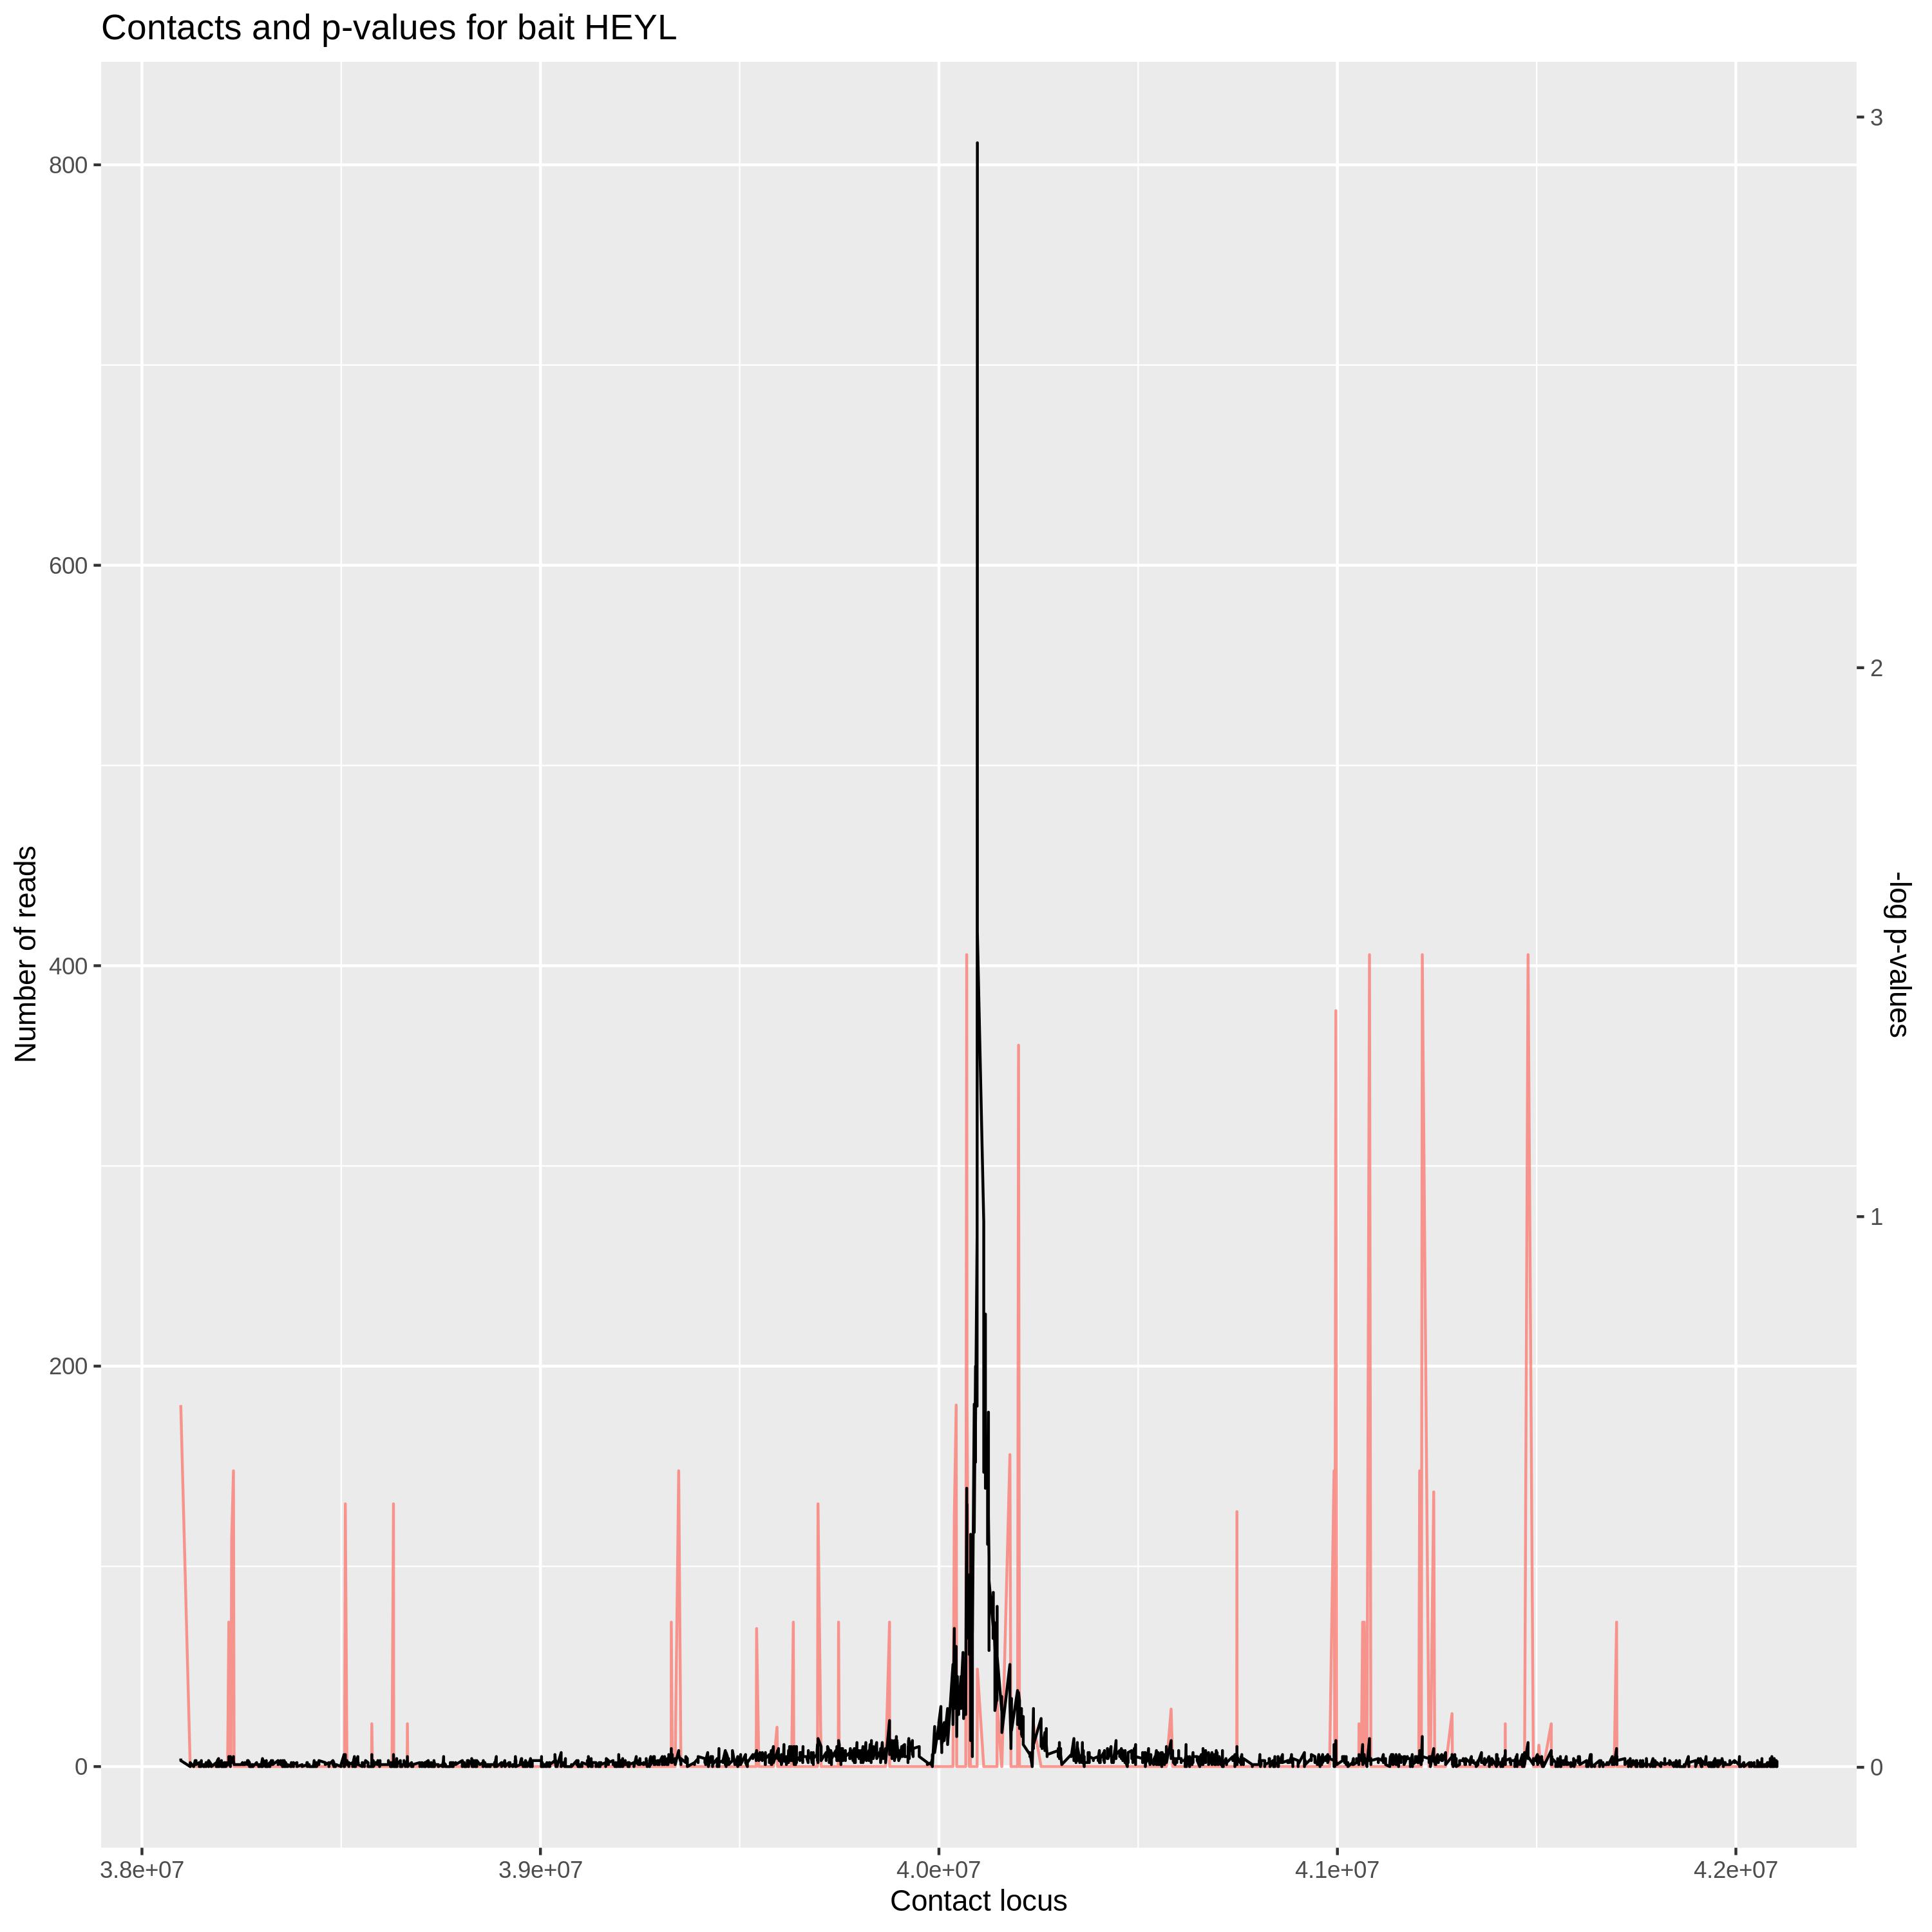 Contacts and p-values for bait HEYL
3
800
2
600
Number of reads
-log p-values
400
1
200
0
0
3.8e+07
3.9e+07
4.0e+07
4.1e+07
4.2e+07
Contact locus